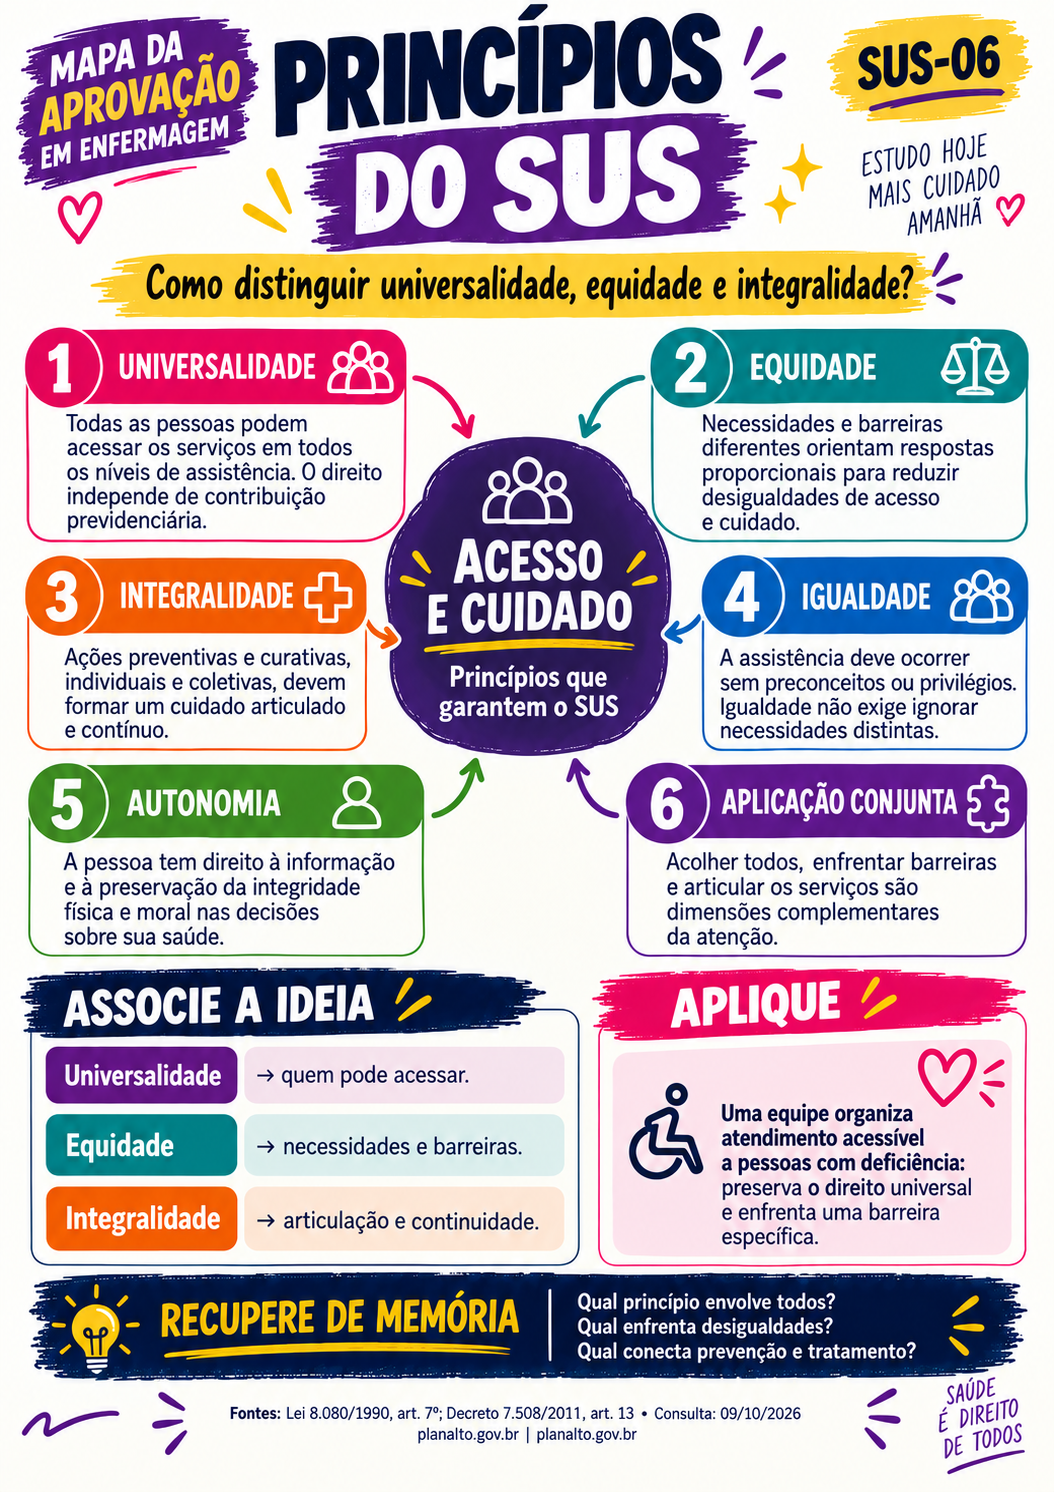 MAPA DA
APROVAÇÃO
EM ENFERMAGEM
PRINCÍPIOS
DO SUS
SUS-06
ESTUDO HOJE
MAIS CUIDADO
AMANHÃ
Como distinguir universalidade, equidade e integralidade?
1 UNIVERSALIDADE
Todas as pessoas podem
acessar os serviços em todos
os níveis de assistência. O direito
independe de contribuição
previdenciária.
2 EQUIDADE
Necessidades e barreiras
diferentes orientam respostas
proporcionais para reduzir
desigualdades de acesso
e cuidado.
ACESSO
E CUIDADO
Princípios que
garantem o SUS
3 INTEGRALIDADE
Ações preventivas e curativas,
individuais e coletivas, devem
formar um cuidado articulado
e contínuo.
4 IGUALDADE
A assistência deve ocorrer
sem preconceitos ou privilégios.
Igualdade não exige ignorar
necessidades distintas.
5 AUTONOMIA
A pessoa tem direito à informação
e à preservação da integridade
física e moral nas decisões
sobre sua saúde.
6 APLICAÇÃO CONJUNTA
Acolher todos, enfrentar barreiras
e articular os serviços são
dimensões complementares
da atenção.
ASSOCIE A IDEIA
Universalidade → quem pode acessar.
Equidade → necessidades e barreiras.
Integralidade → articulação e continuidade.
APLIQUE
Uma equipe organiza
atendimento acessível
a pessoas com deficiência:
preserva o direito universal
e enfrenta uma barreira
específica.
RECUPERE DE MEMÓRIA
Qual princípio envolve todos?
Qual enfrenta desigualdades?
Qual conecta prevenção e tratamento?
Fontes: Lei 8.080/1990, art. 7º; Decreto 7.508/2011, art. 13 • Consulta: 09/10/2026
planalto.gov.br | planalto.gov.br
SAÚDE
É DIREITO
DE TODOS